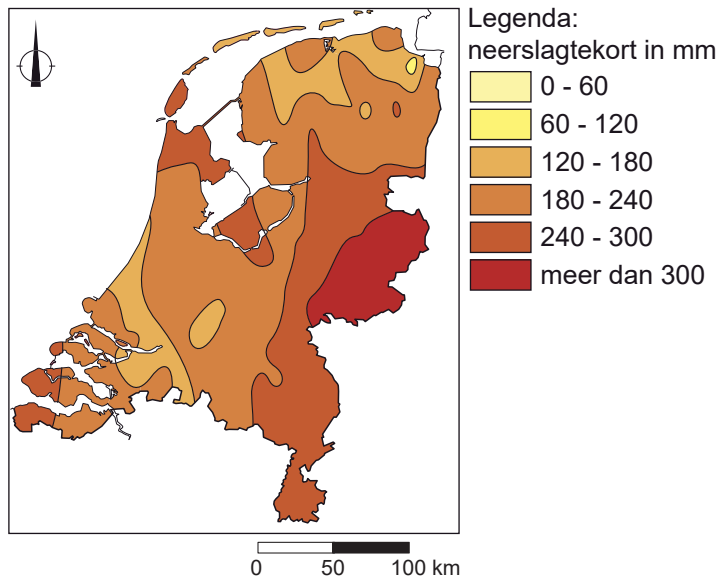 Legenda:
neerslagtekort in mm
0 - 60
60 - 120
120 - 180
180 - 240
240 - 300
meer dan 300
0 50 100 km